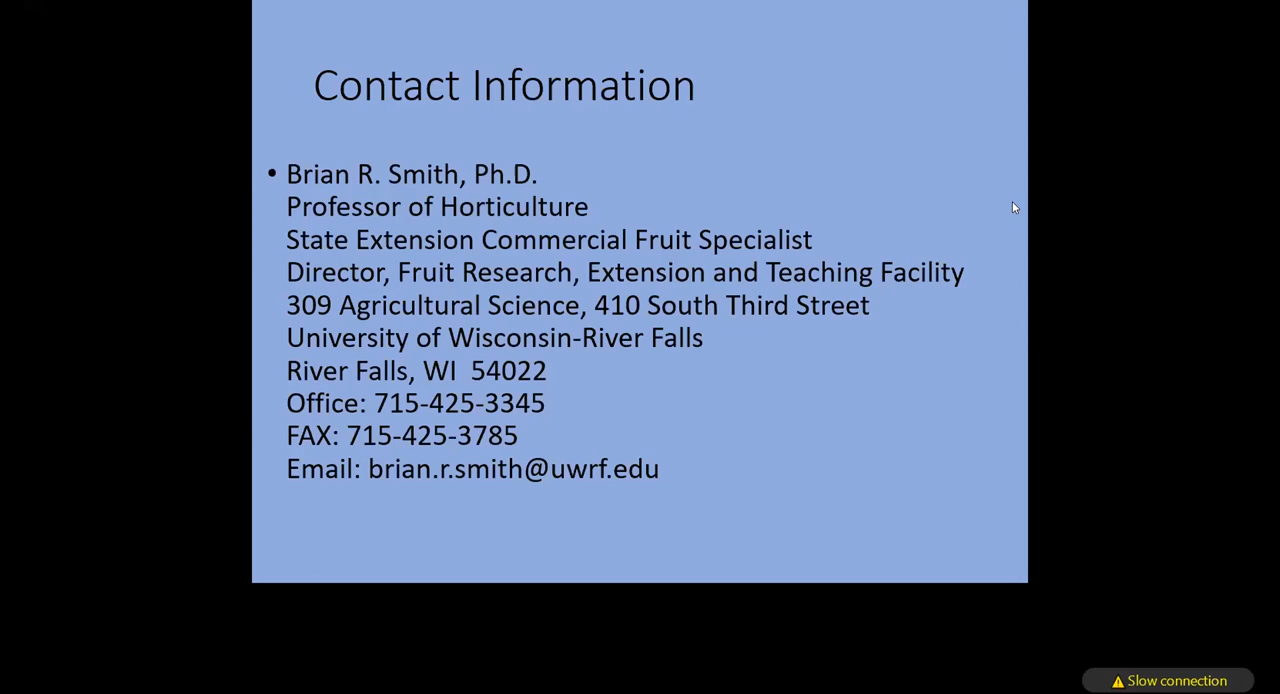 Contact Information
• Brian R. Smith, Ph.D.
Professor of Horticulture
State Extension Commercial Fruit Specialist
Director, Fruit Research, Extension and Teaching Facility
309 Agricultural Science, 410 South Third Street
University of Wisconsin-River Falls
River Falls, WI  54022
Office: 715-425-3345
FAX: 715-425-3785
Email: brian.r.smith@uwrf.edu
Slow connection